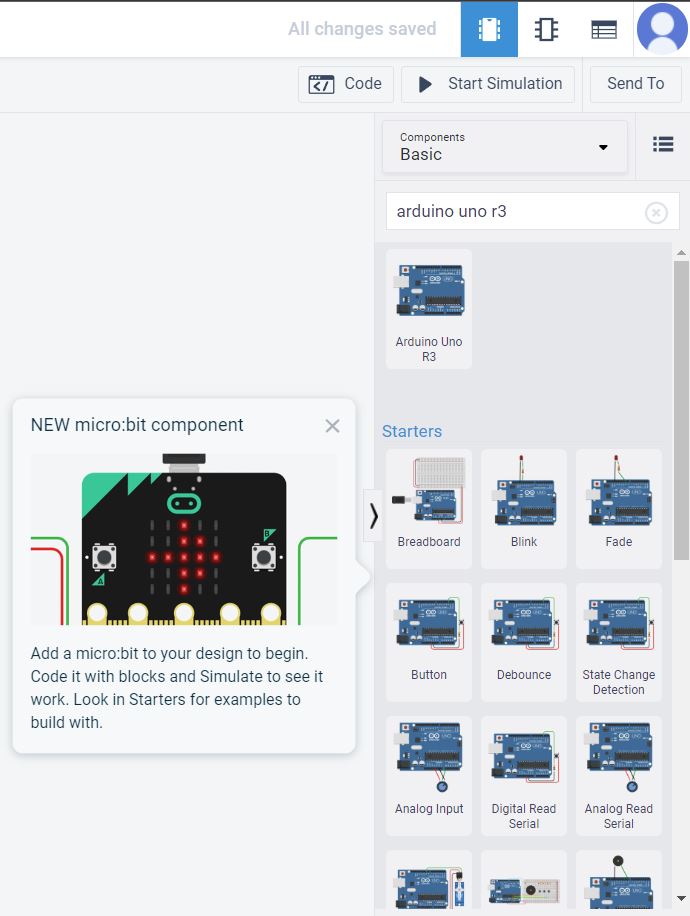 All changes saved
Code
Start Simulation
Send To
Components
Basic
arduino uno r3
Arduino Uno
R3
NEW micro:bit component
A
B
Add a micro:bit to your design to begin.
Code it with blocks and Simulate to see it
work. Look in Starters for examples to
build with.
Starters
Breadboard
Blink
Fade
Button
Debounce
State Change
Detection
Analog Input
Digital Read
Serial
Analog Read
Serial